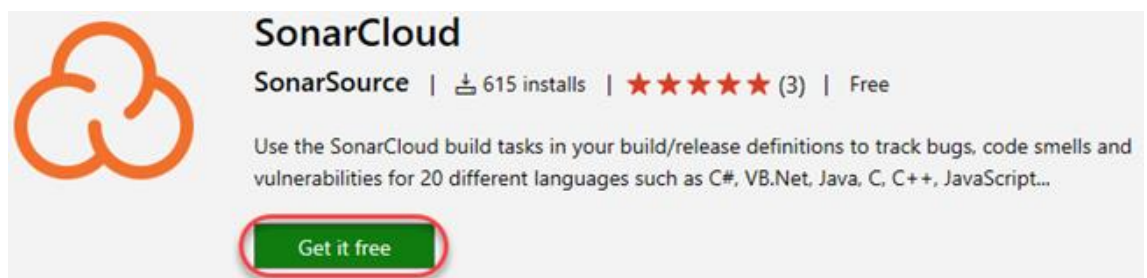 SonarCloud
SonarSource | 615 installs | ★★★★★ (3) | Free
Use the SonarCloud build tasks in your build/release definitions to track bugs, code smells and
vulnerabilities for 20 different languages such as C#, VB.Net, Java, C, C++, JavaScript...
Get it free